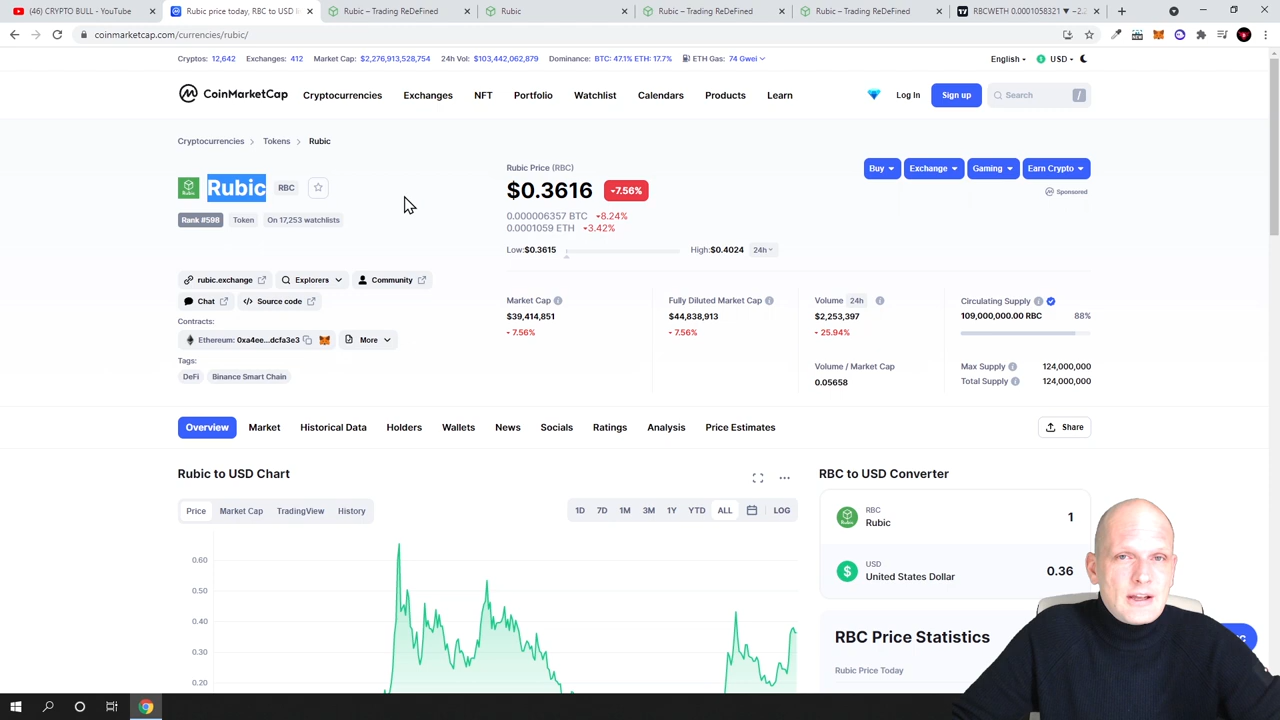 (46) CRYPTO BULL - YouTube
Rubic price today, RBC to USD li
Rubic – Trading ReDeFined
Rubic
Rubic – Trading ReDeFined
Rubic – Trading ReDeFined
RBCWETH 0.0001058321 ▼ −2.
coinmarketcap.com/currencies/rubic/
Cryptos: 12,642 Exchanges: 412 Market Cap: $2,276,913,528,754 24h Vol: $103,442,062,879 Dominance: BTC: 47.1% ETH: 17.7% ETH Gas: 74 Gwei
English USD
CoinMarketCap Cryptocurrencies Exchanges NFT Portfolio Watchlist Calendars Products Learn Log In Sign up Search /
Cryptocurrencies > Tokens > Rubic
Rubic RBC
Rank #598 Token On 17,253 watchlists
Rubic Price (RBC)
$0.3616 -7.56%
0.000006357 BTC 8.24%
0.0001059 ETH 3.42%
Low:$0.3615 High:$0.4024 24h
Buy Exchange Gaming Earn Crypto
Sponsored
rubic.exchange Explorers Community
Chat Source code
Contracts:
Ethereum: 0xa4ee...dcfa3e3 More
Tags:
DeFi Binance Smart Chain
Market Cap
$39,414,851
7.56%
Fully Diluted Market Cap
$44,838,913
7.56%
Volume 24h
$2,253,397
25.94%
Volume / Market Cap
0.05658
Circulating Supply
109,000,000.00 RBC 88%
Max Supply 124,000,000
Total Supply 124,000,000
Overview Market Historical Data Holders Wallets News Socials Ratings Analysis Price Estimates Share
Rubic to USD Chart
Price Market Cap TradingView History
1D 7D 1M 3M 1Y YTD ALL LOG
0.60
0.50
0.40
0.30
0.20
RBC to USD Converter
RBC
Rubic 1
USD
United States Dollar 0.36
RBC Price Statistics
Rubic Price Today